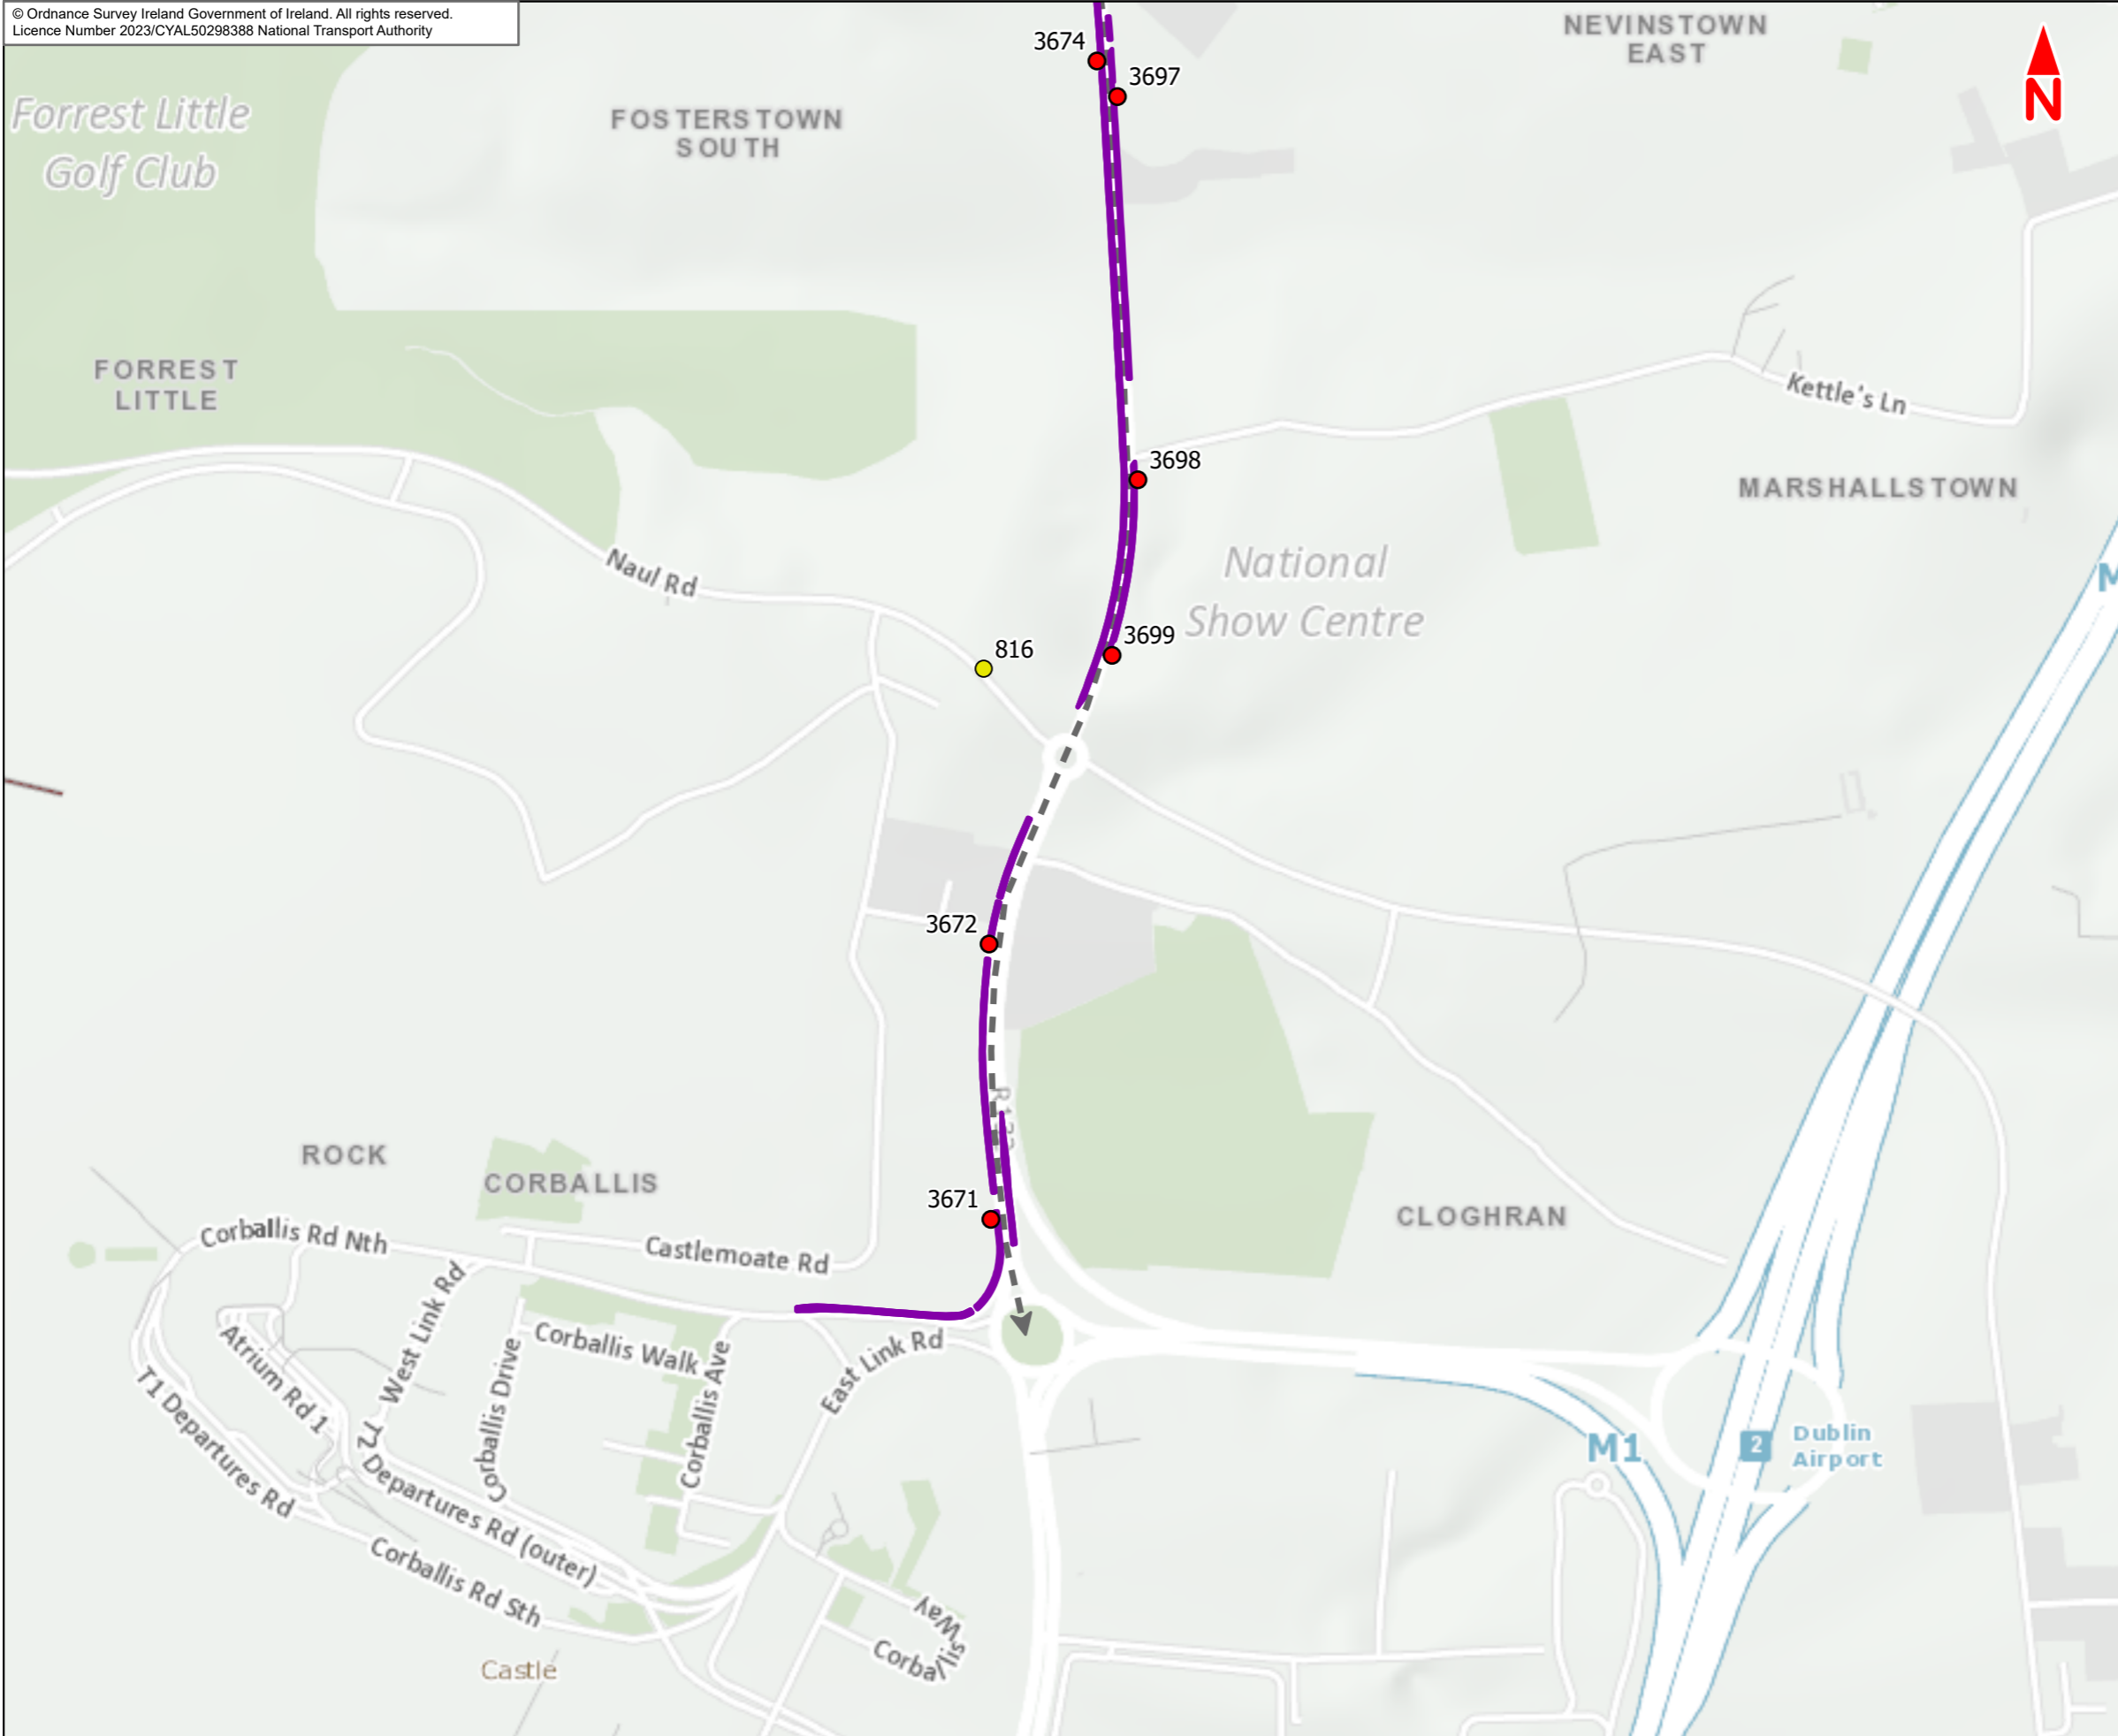 © Ordnance Survey Ireland Government of Ireland. All rights reserved.
Licence Number 2023/CYAL50298388 National Transport Authority
NEVINSTOWN
EAST
N
3674
3697
Forrest Little
Golf Club
FOSTERSTOWN
SOUTH
FORREST
LITTLE
Kettle's Ln
3698
MARSHALLSTOWN
Naul Rd
National
Show Centre
M
3699
816
3672
ROCK
CORBALLIS
3671
CLOGHRAN
Corballis Rd Nth
Castlemoate Rd
West Link Rd
Atrium Rd 1
Corballis Walk
East Link Rd
Corballis Drive
Corballis Ave
T1 Departures Rd
T2 Departures Rd (outer)
M1
2
Dublin
Airport
Corballis Rd Sth
Corballis Way
Castle